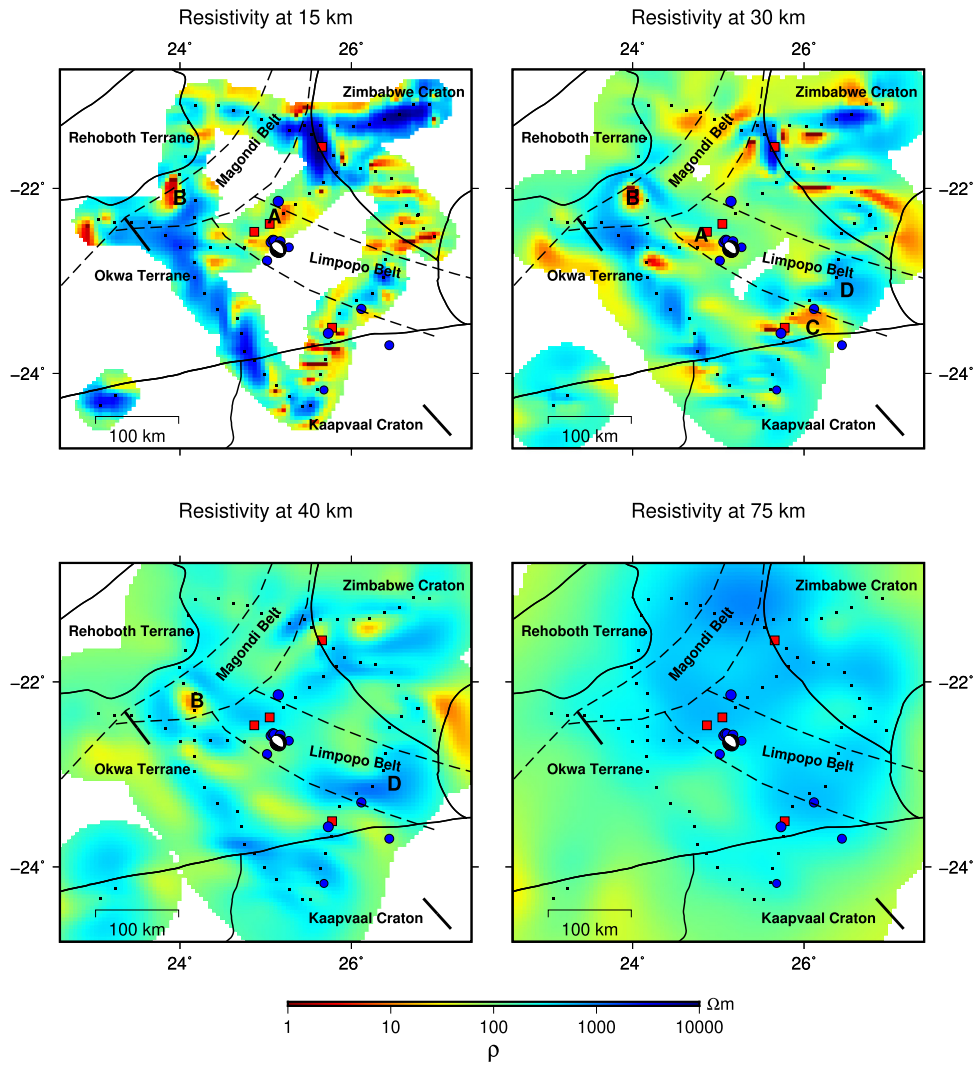 Resistivity at 15 km
Resistivity at 30 km
24˚ 26˚
24˚ 26˚
Zimbabwe Craton
Rehoboth Terrane
Magondi Belt
B
A
Okwa Terrane
Limpopo Belt
100 km
Kaapvaal Craton
−22˚
−24˚
Zimbabwe Craton
Rehoboth Terrane
Magondi Belt
B
A
Okwa Terrane
Limpopo Belt
D
C
100 km
Kaapvaal Craton
−22˚
−24˚
Resistivity at 40 km
Resistivity at 75 km
Zimbabwe Craton
Rehoboth Terrane
Magondi Belt
B
Okwa Terrane
Limpopo Belt
D
100 km
Kaapvaal Craton
−22˚
−24˚
24˚ 26˚
Zimbabwe Craton
Rehoboth Terrane
Magondi Belt
Okwa Terrane
Limpopo Belt
100 km
Kaapvaal Craton
−22˚
−24˚
24˚ 26˚
Ωm
1 10 100 1000 10000
ρ